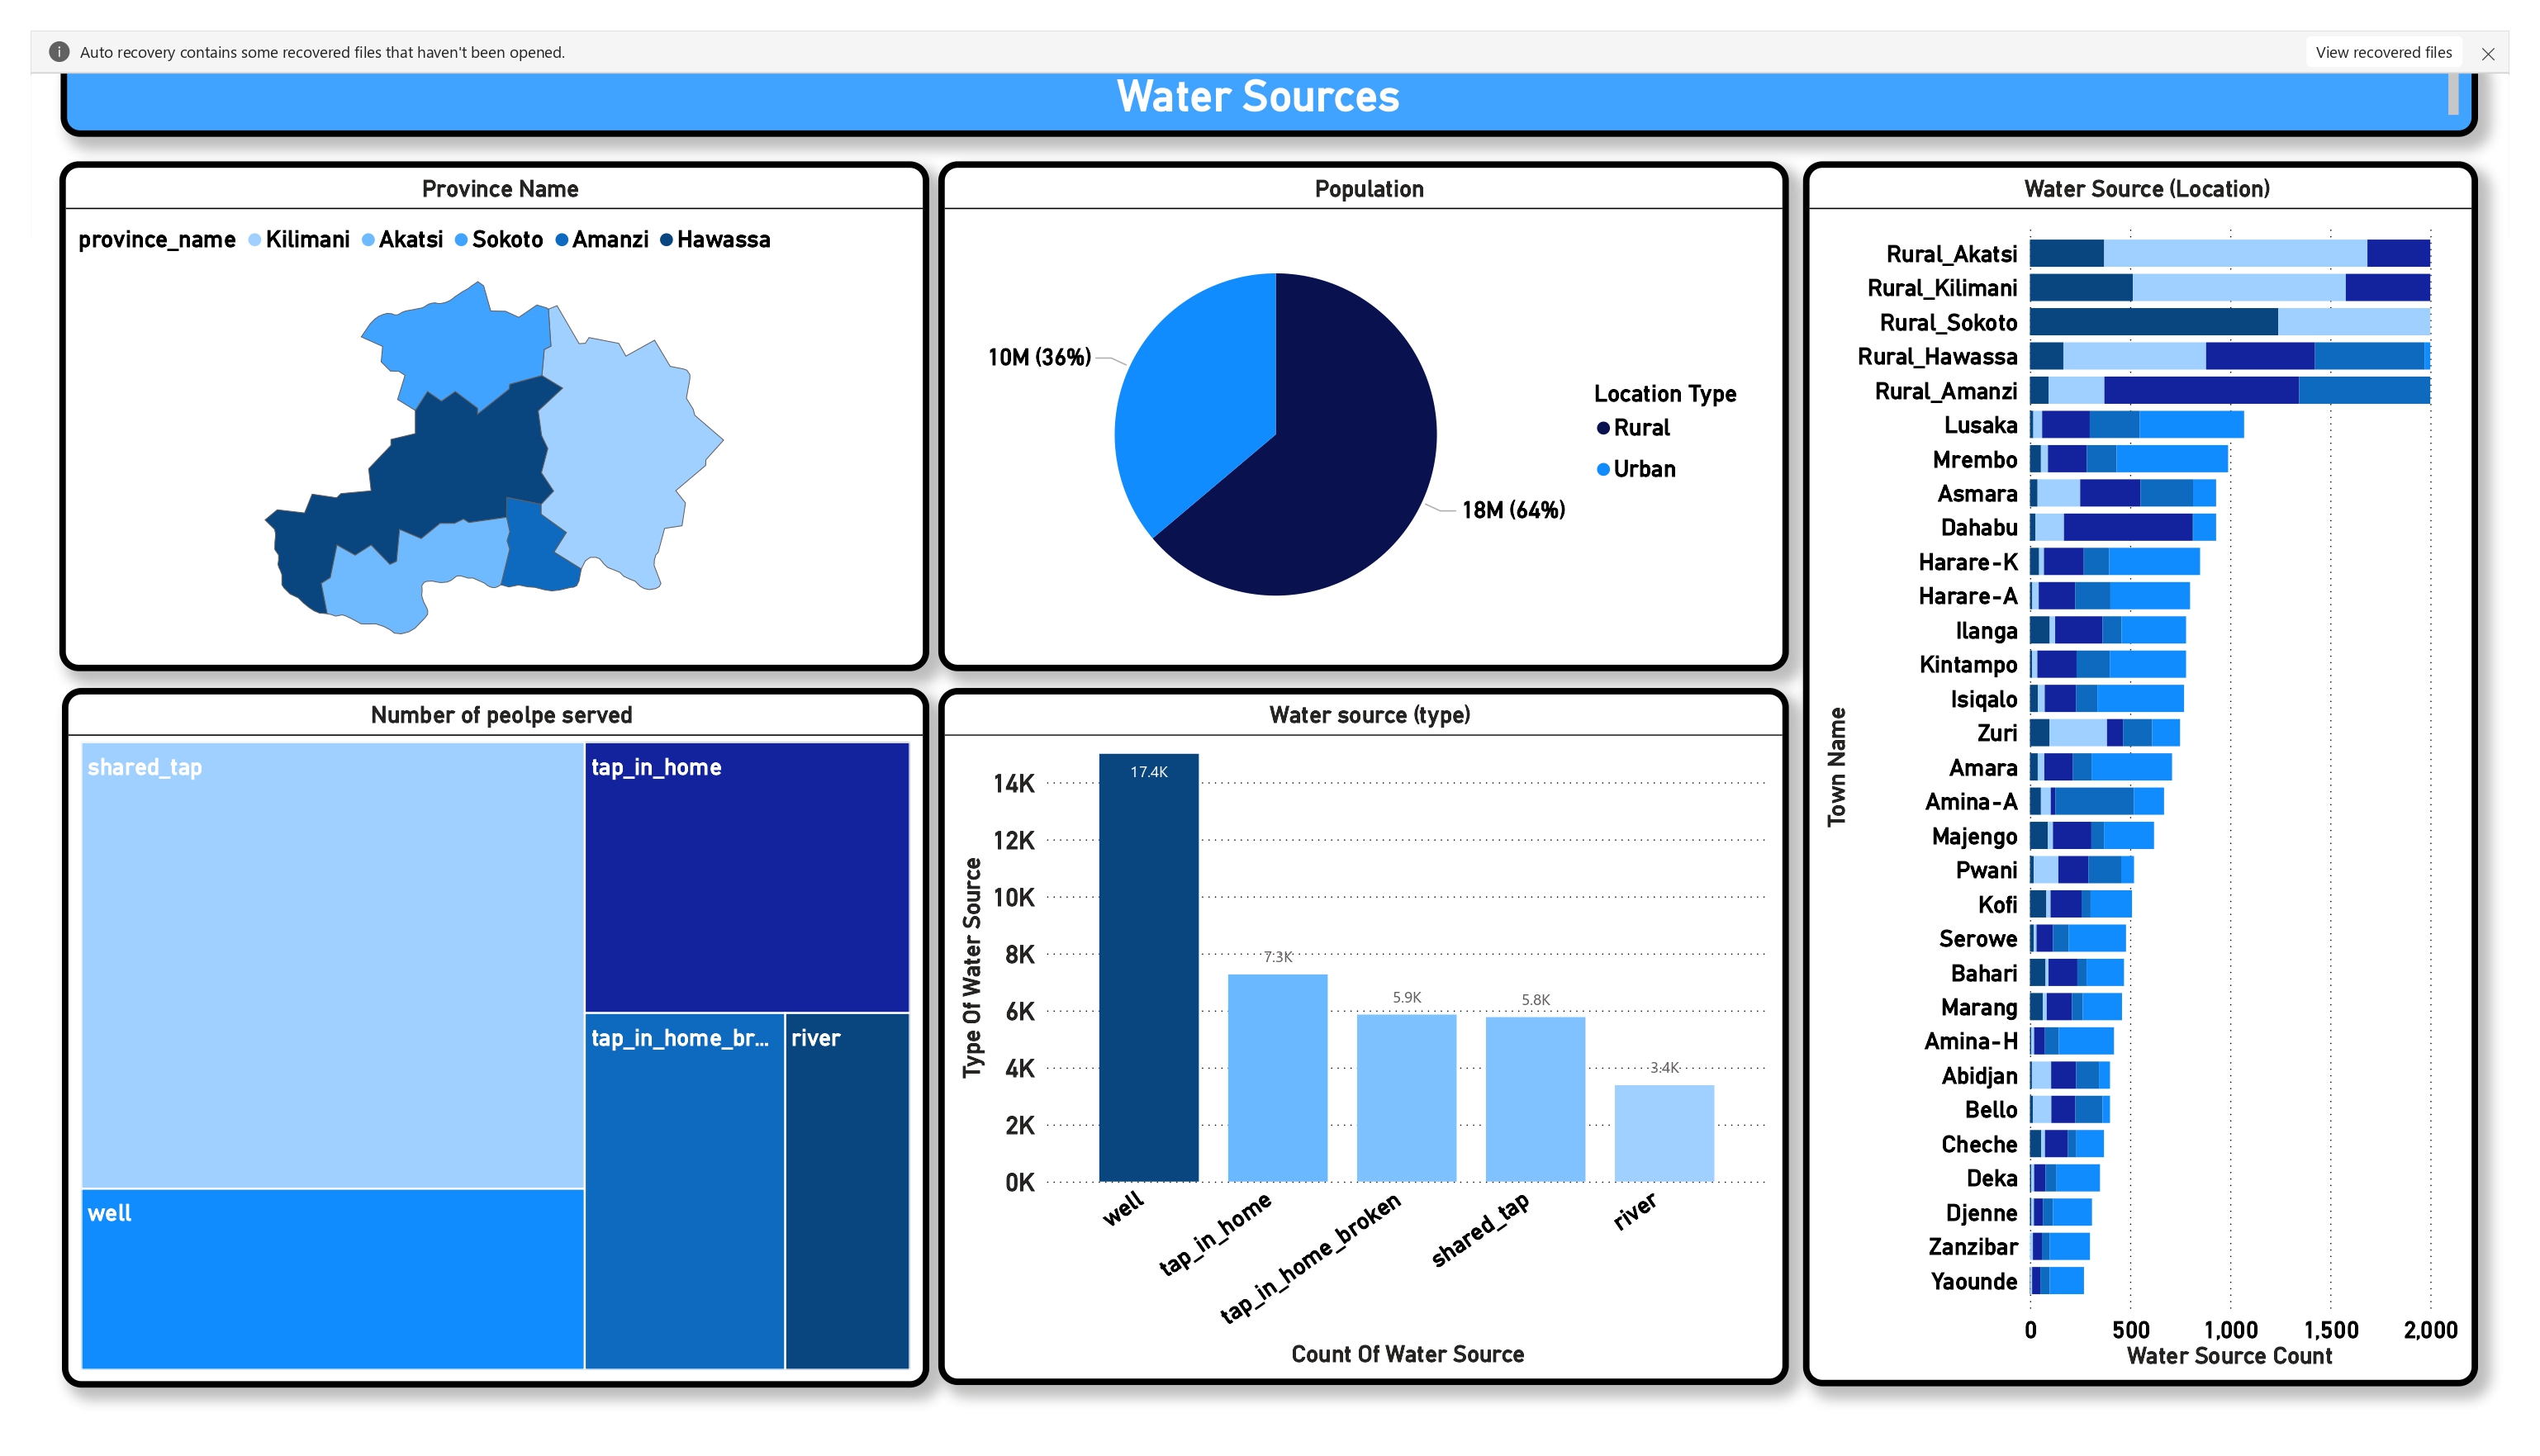 Auto recovery contains some recovered files that haven't been opened.
View recovered files
Water Sources
Province Name
province_name Kilimani Akatsi Sokoto Amanzi Hawassa
Population
10M (36%)
18M (64%)
Location Type
Rural
Urban
Number of peolpe served
shared_tap
tap_in_home
tap_in_home_br...
river
well
Water source (type)
Type Of Water Source
14K
12K
10K
8K
6K
4K
2K
0K
17.4K
7.3K
5.9K
5.8K
3.4K
well
tap_in_home
tap_in_home_broken
shared_tap
river
Count Of Water Source
Water Source (Location)
Town Name
Rural_Akatsi
Rural_Kilimani
Rural_Sokoto
Rural_Hawassa
Rural_Amanzi
Lusaka
Mrembo
Asmara
Dahabu
Harare-K
Harare-A
Ilanga
Kintampo
Isiqalo
Zuri
Amara
Amina-A
Majengo
Pwani
Kofi
Serowe
Bahari
Marang
Amina-H
Abidjan
Bello
Cheche
Deka
Djenne
Zanzibar
Yaounde
0 500 1,000 1,500 2,000
Water Source Count